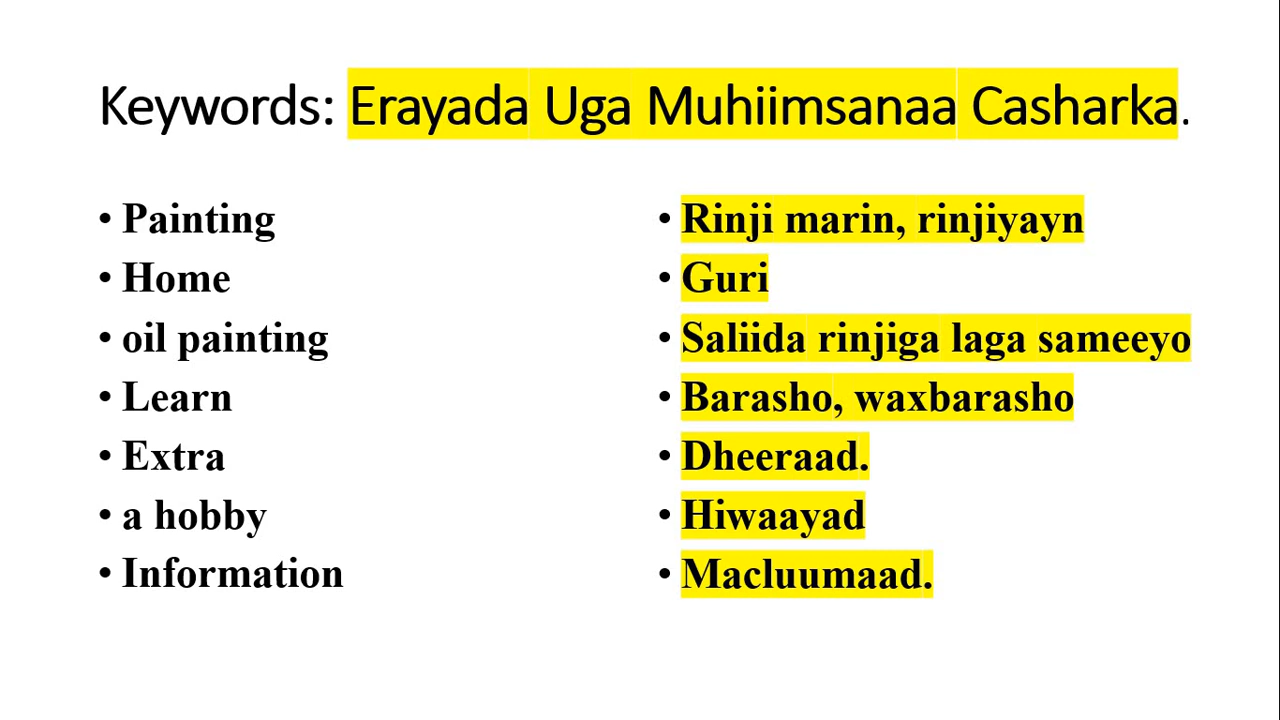 Keywords: Erayada Uga Muhiimsanaa Casharka.
• Painting
• Home
• oil painting
• Learn
• Extra
• a hobby
• Information
• Rinji marin, rinjiyayn
• Guri
• Saliida rinjiga laga sameeyo
• Barasho, waxbarasho
• Dheeraad.
• Hiwaayad
• Macluumaad.